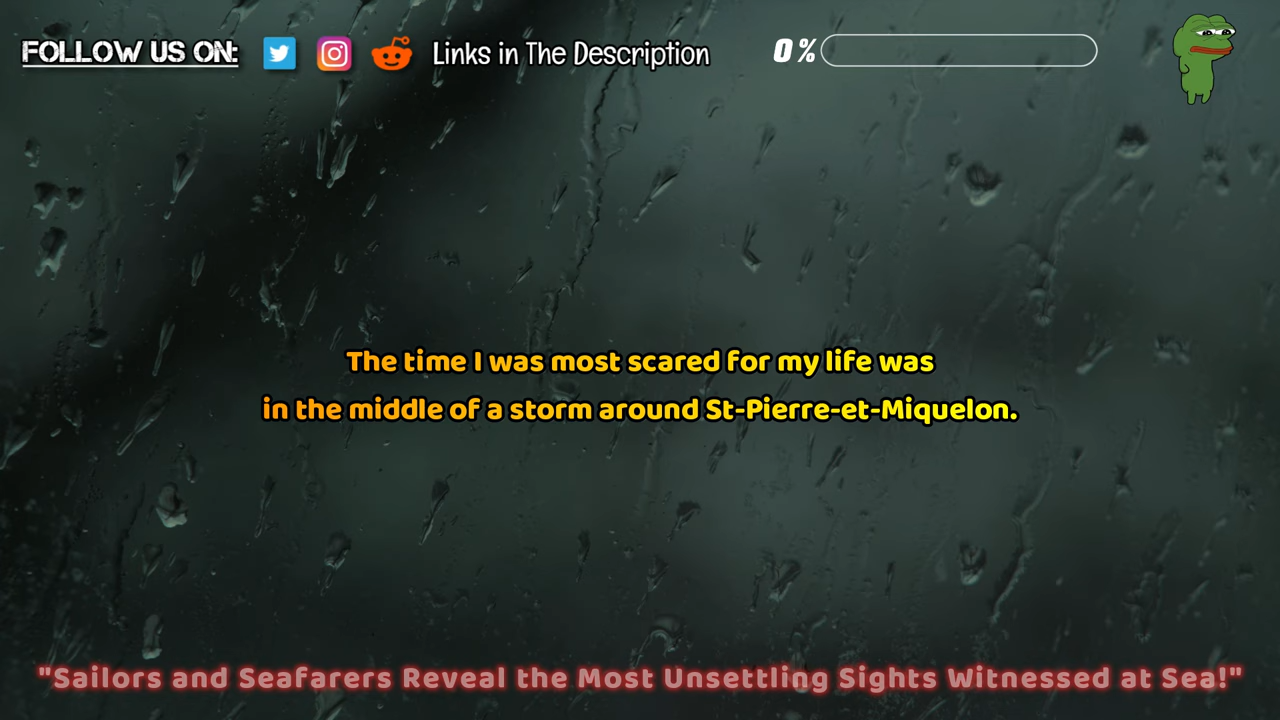 FOLLOW US ON: Links in The Description 0 %
The time I was most scared for my life was
in the middle of a storm around St-Pierre-et-Miquelon.
"Sailors and Seafarers Reveal the Most Unsettling Sights Witnessed at Sea!"